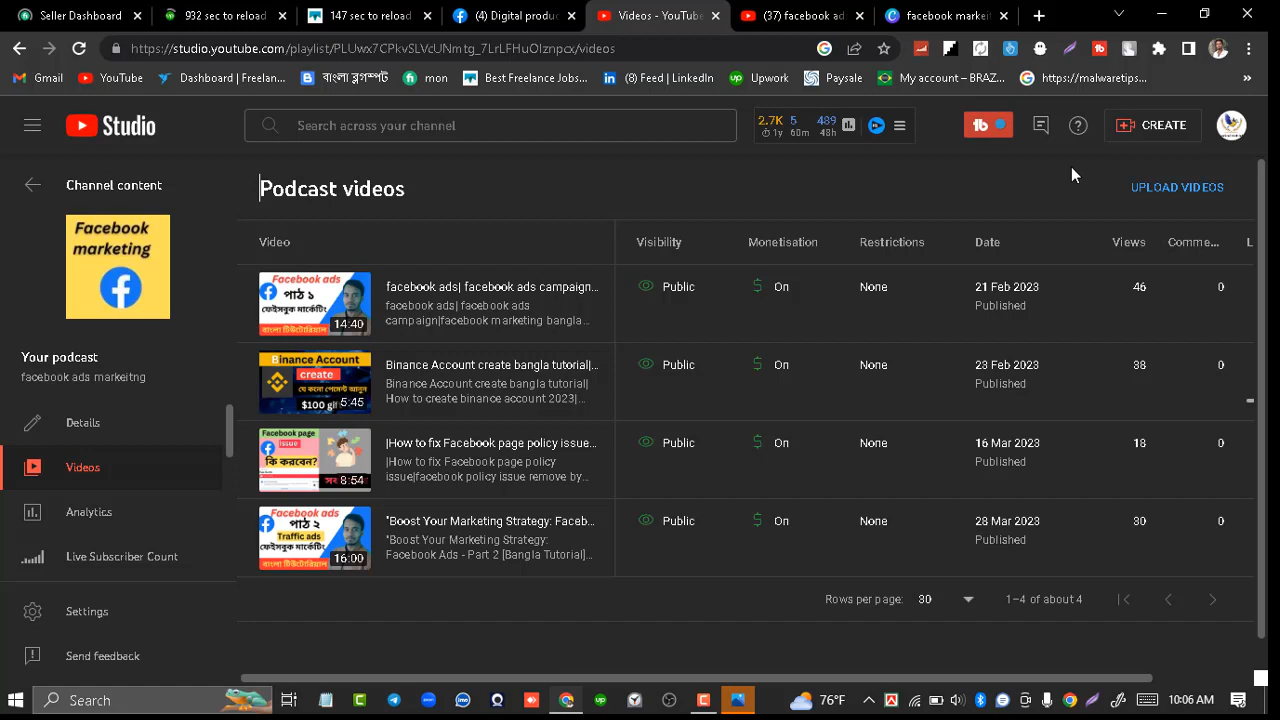 Seller Dashboard
932 sec to reload
147 sec to reload
(4) Digital produc
Videos - YouTube
(37) facebook ad
facebook market
https://studio.youtube.com/playlist/PLUwx7CPkvSLVcUNmtg_7LrLFHuOIznpcx/videos
Gmail
YouTube
Dashboard | Freelan...
বাংলা ব্লগস্পট
mon
Best Freelance Jobs...
(8) Feed | LinkedIn
Upwork
Paysale
My account – BRAZ...
https://malwaretips...
Studio
Search across your channel
2.7K 5 489
1y 60m 48h
CREATE
Channel content
Podcast videos
UPLOAD VIDEOS
Facebook
marketing
Video
Visibility
Monetisation
Restrictions
Date
Views
Comme...
L
Facebook ads
পাঠ ১
ফেইসবুক মার্কেটিং
বাংলা টিউটোরিয়াল
14:40
facebook ads| facebook ads campaign...
facebook ads| facebook ads
campaign|facebook marketing bangla...
Public
On
None
21 Feb 2023
Published
46
0
Your podcast
facebook ads markeitng
Binance Account
create
যে কনো পেমেন্ট আনুন
$100 gif
5:45
Binance Account create bangla tutorial|...
Binance Account create bangla tutorial|
How to create binance account 2023|...
Public
On
None
23 Feb 2023
Published
38
0
Details
Facebook page
issue
কি করবেন?
8:54
|How to fix Facebook page policy issue...
|How to fix Facebook page policy
issue|facebook policy issue remove by...
Public
On
None
16 Mar 2023
Published
18
0
Videos
Analytics
Facebook ads
পাঠ ২
Traffic ads
ফেইসবুক মার্কেটিং
বাংলা টিউটোরিয়াল
16:00
"Boost Your Marketing Strategy: Faceb...
"Boost Your Marketing Strategy:
Facebook Ads - Part 2 [Bangla Tutorial]...
Public
On
None
28 Mar 2023
Published
30
0
Live Subscriber Count
Rows per page: 30
1–4 of about 4
Settings
Send feedback
Search
76°F
10:06 AM